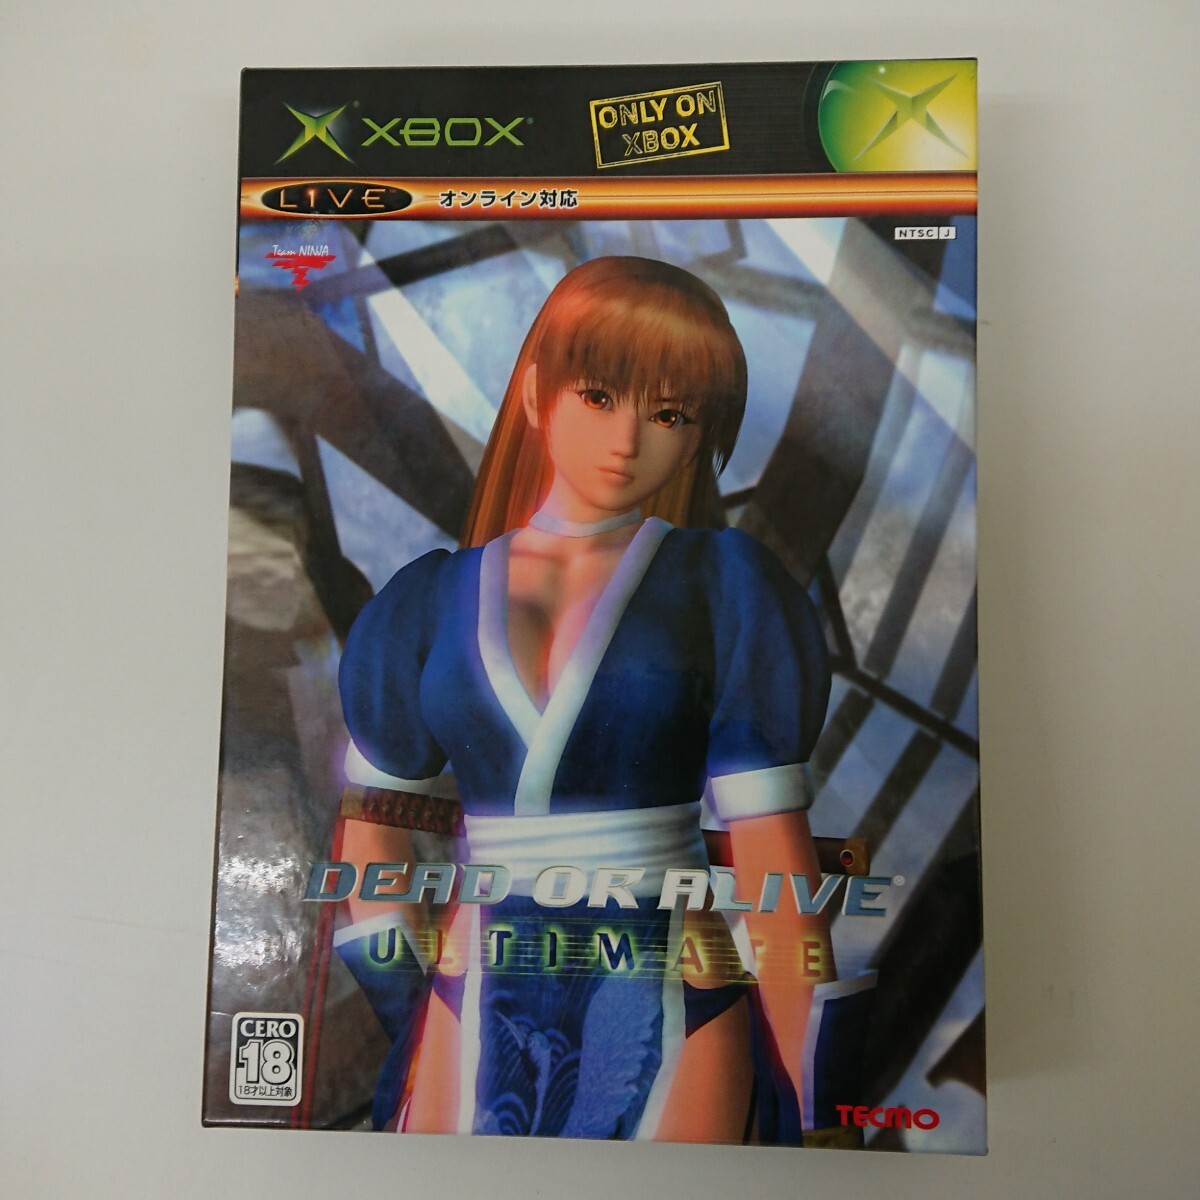 XBOX®
ONLY ON
XBOX
LIVE™
オンライン対応
NTSC J
Team NINJA
DEAD OR ALIVE®
ULTIMATE
CERO
18
18才以上対象
TECMO